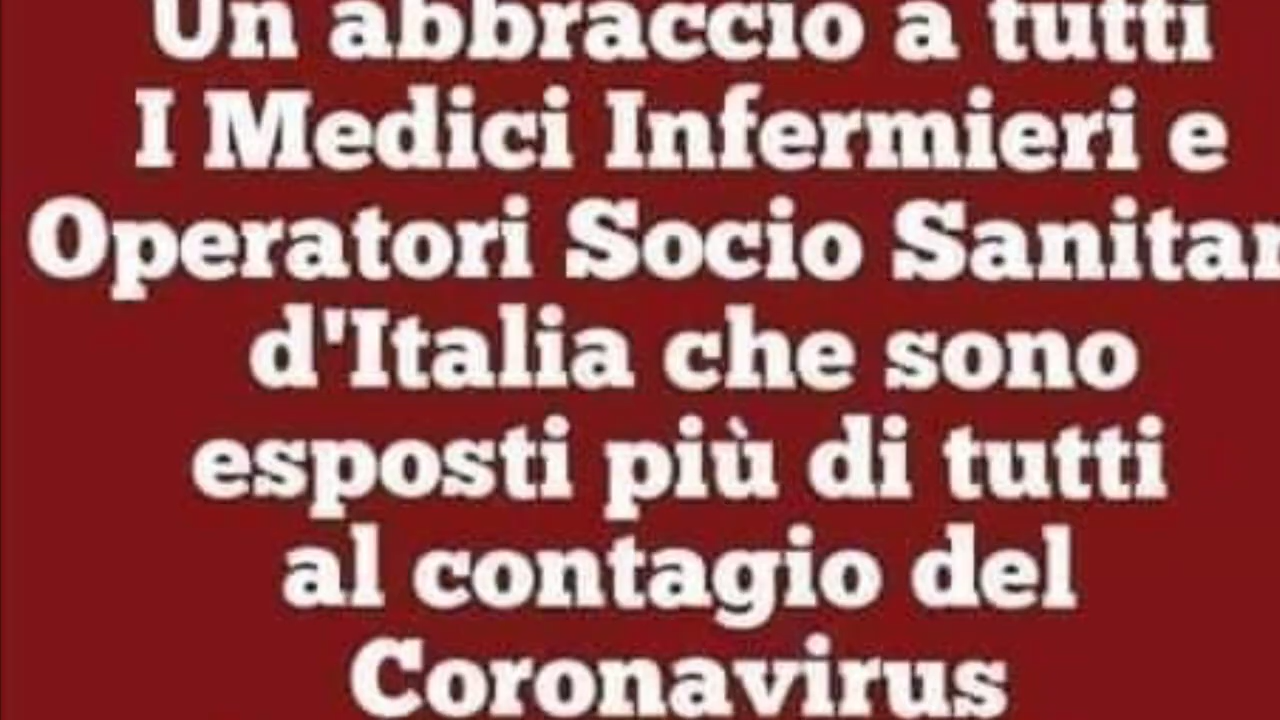 Un abbraccio a tutti
I Medici Infermieri e
Operatori Socio Sanitar
d'Italia che sono
esposti più di tutti
al contagio del
Coronavirus